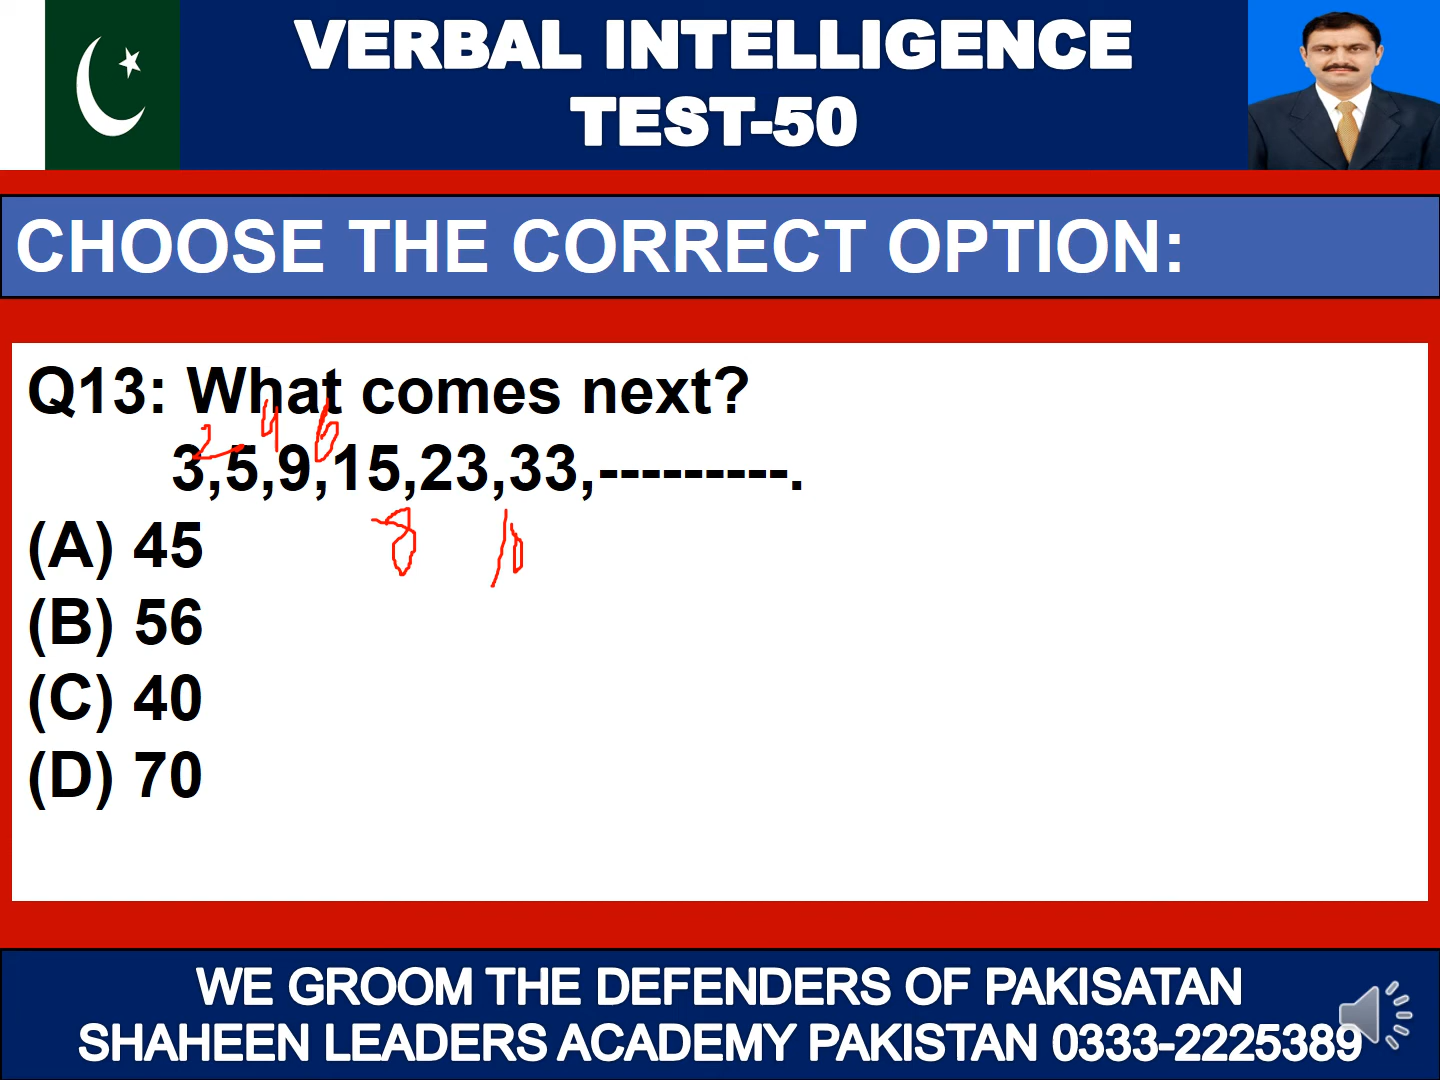 VERBAL INTELLIGENCE
TEST-50
CHOOSE THE CORRECT OPTION:
Q13: What comes next?
2 4 6
3,5,9,15,23,33,---------.
8 10
(A) 45
(B) 56
(C) 40
(D) 70
WE GROOM THE DEFENDERS OF PAKISATAN
SHAHEEN LEADERS ACADEMY PAKISTAN 0333-2225389